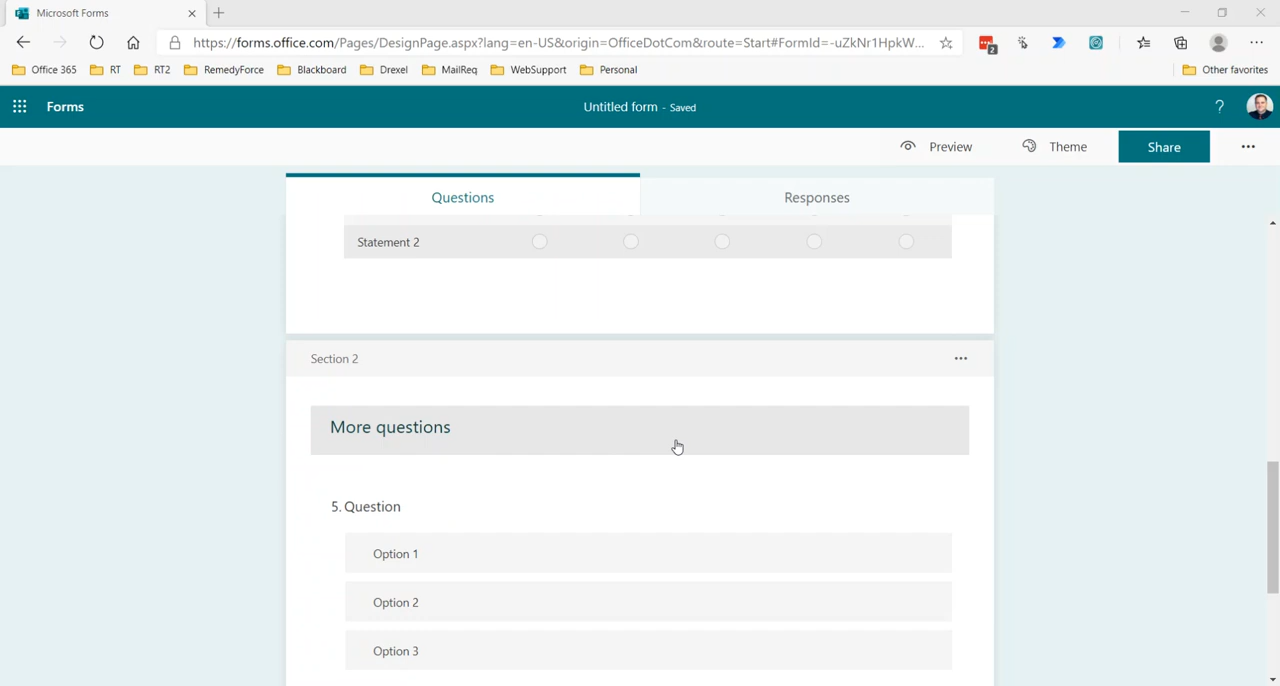 Microsoft Forms
https://forms.office.com/Pages/DesignPage.aspx?lang=en-US&origin=OfficeDotCom&route=Start#FormId=-uZkNr1HpkW...
2
Office 365 RT RT2 RemedyForce Blackboard Drexel MailReq WebSupport Personal Other favorites
Forms Untitled form - Saved ?
Preview Theme Share
Questions Responses
Statement 2
Section 2
More questions
5. Question
Option 1
Option 2
Option 3